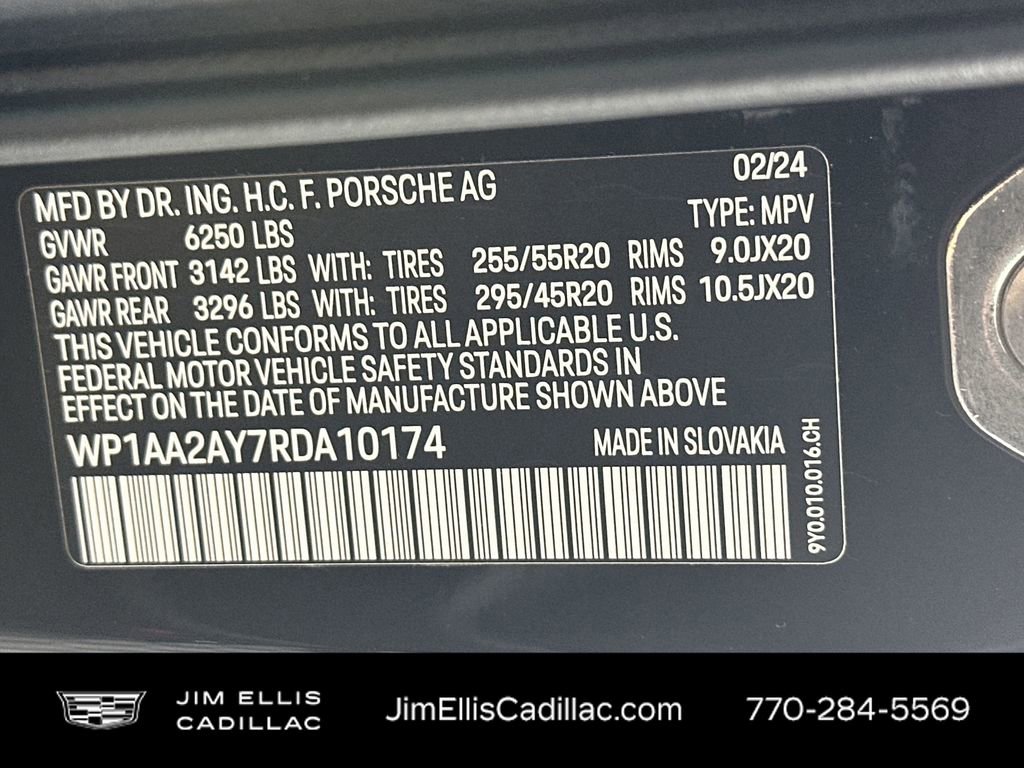 02/24
MFD BY DR. ING. H.C. F. PORSCHE AG
TYPE: MPV
GVWR 6250 LBS
GAWR FRONT 3142 LBS WITH: TIRES 255/55R20 RIMS 9.0JX20
GAWR REAR 3296 LBS WITH: TIRES 295/45R20 RIMS 10.5JX20
THIS VEHICLE CONFORMS TO ALL APPLICABLE U.S.
FEDERAL MOTOR VEHICLE SAFETY STANDARDS IN
EFFECT ON THE DATE OF MANUFACTURE SHOWN ABOVE
WP1AA2AY7RDA10174 MADE IN SLOVAKIA
9Y0.010.016.CH
JIM ELLIS
CADILLAC
JimEllisCadillac.com
770-284-5569